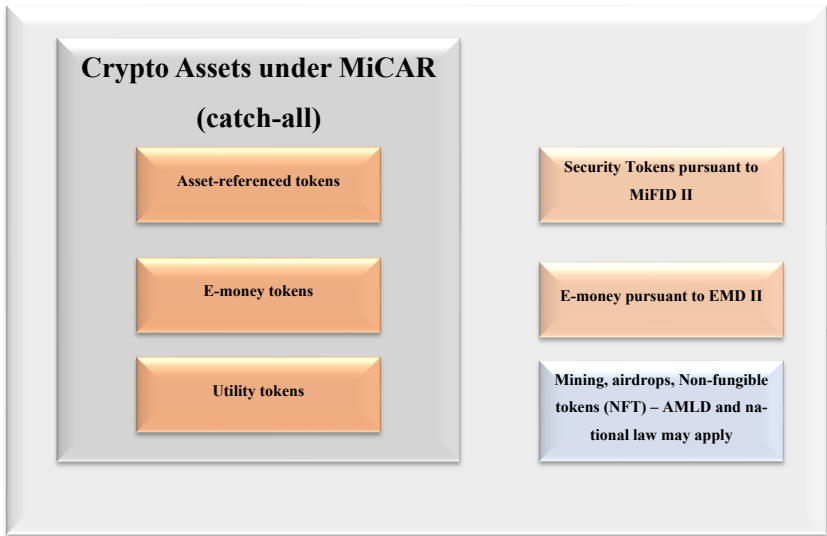 Crypto Assets under MiCAR
(catch-all)
Asset-referenced tokens
E-money tokens
Utility tokens
Security Tokens pursuant to
MiFID II
E-money pursuant to EMD II
Mining, airdrops, Non-fungible
tokens (NFT) – AMLD and na-
tional law may apply